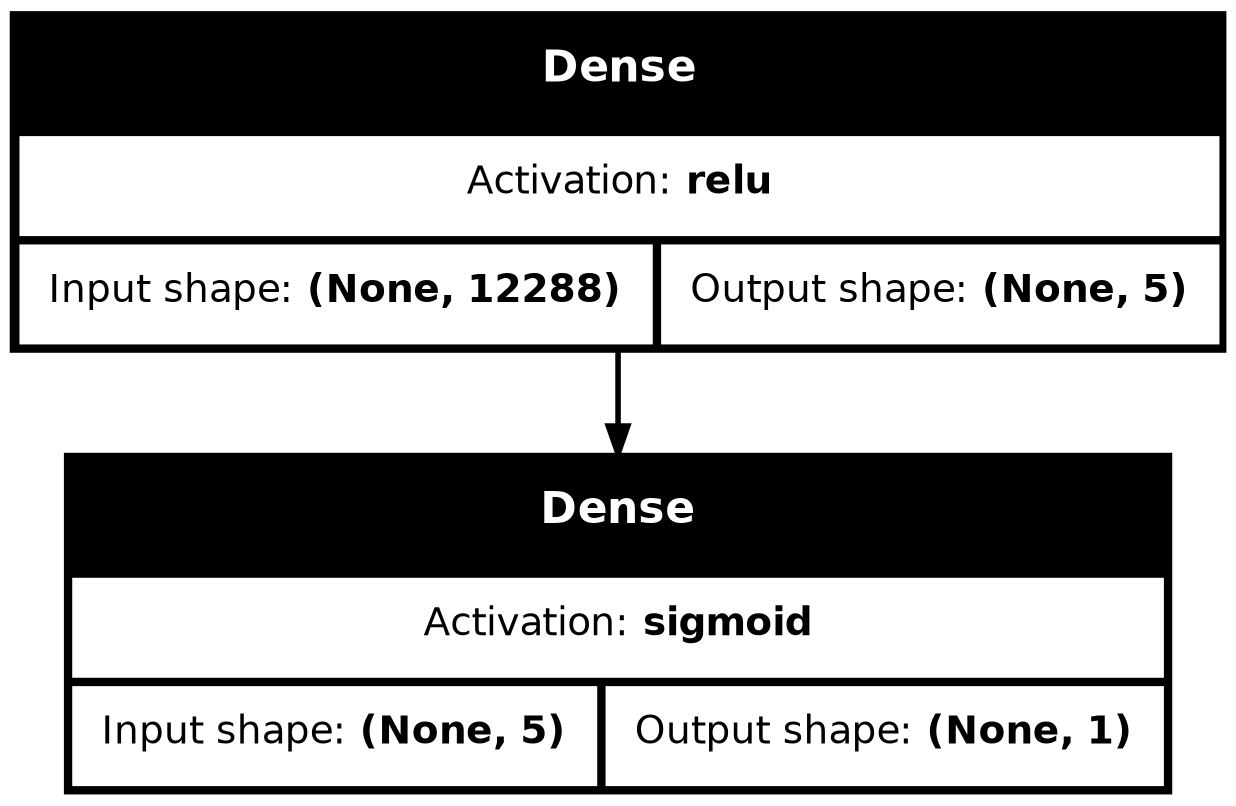 Dense
Activation: relu
Input shape: (None, 12288) Output shape: (None, 5)
Dense
Activation: sigmoid
Input shape: (None, 5) Output shape: (None, 1)